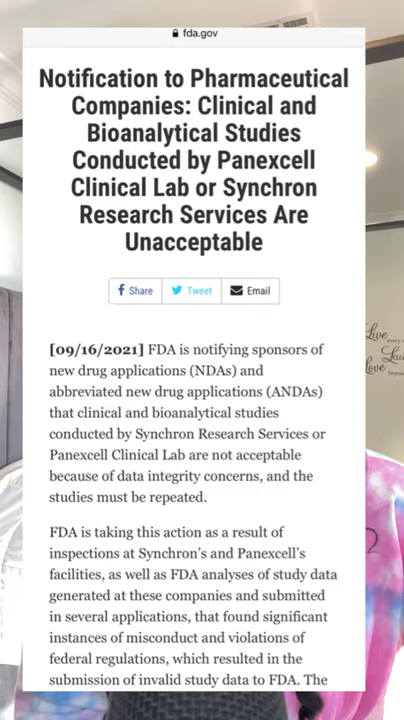 fda.gov
Notification to Pharmaceutical
Companies: Clinical and
Bioanalytical Studies
Conducted by Panexcell
Clinical Lab or Synchron
Research Services Are
Unacceptable
Share
Tweet
Email
[09/16/2021] FDA is notifying sponsors of
new drug applications (NDAs) and
abbreviated new drug applications (ANDAs)
that clinical and bioanalytical studies
conducted by Synchron Research Services or
Panexcell Clinical Lab are not acceptable
because of data integrity concerns, and the
studies must be repeated.
FDA is taking this action as a result of
inspections at Synchron's and Panexcell's
facilities, as well as FDA analyses of study data
generated at these companies and submitted
in several applications, that found significant
instances of misconduct and violations of
federal regulations, which resulted in the
submission of invalid study data to FDA. The
Live
Love